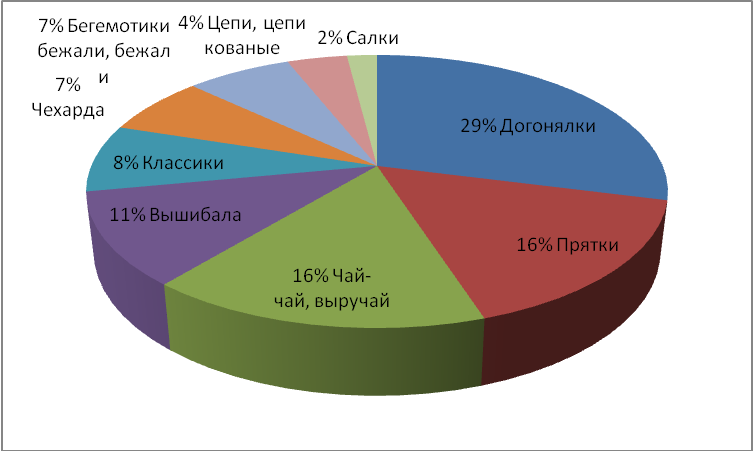 7% Бегемотики
бежали, бежал
и
4% Цепи, цепи
кованые
2% Салки
7%
Чехарда
29% Догонялки
8% Классики
11% Вышибала
16% Прятки
16% Чай-
чай, выручай